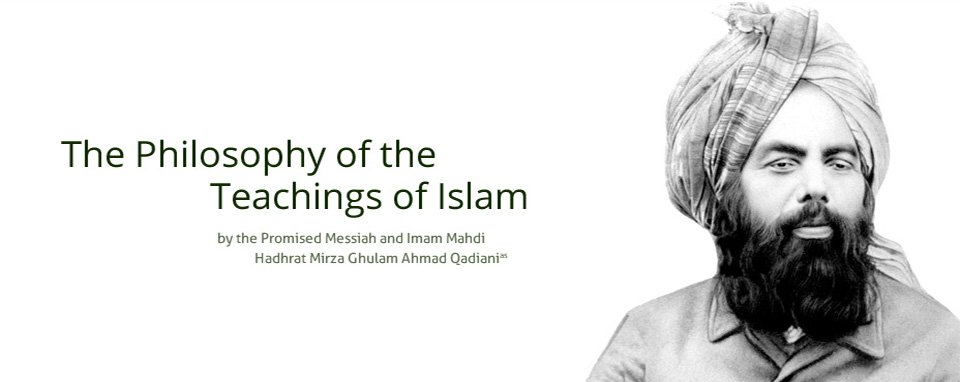 The Philosophy of the
Teachings of Islam
by the Promised Messiah and Imam Mahdi
Hadhrat Mirza Ghulam Ahmad Qadianiᵃˢ